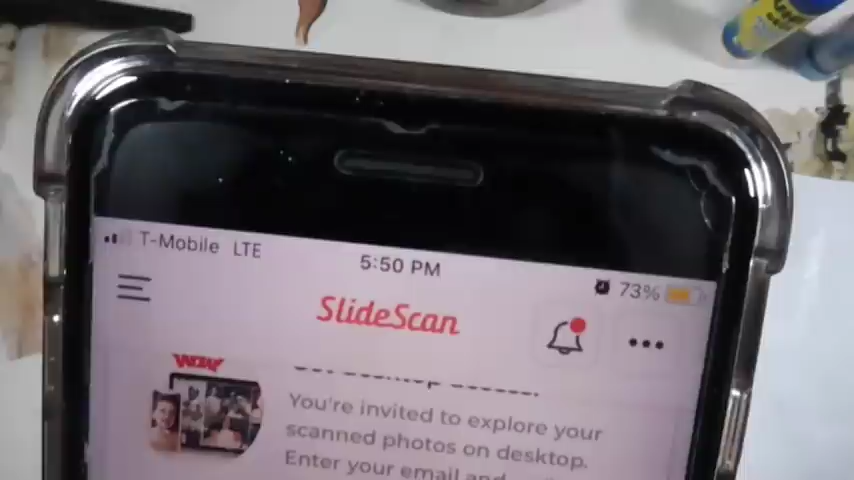 T-Mobile LTE
5:50 PM
73%
SlideScan
WOW
You're invited to explore your
scanned photos on desktop.
Enter your email and